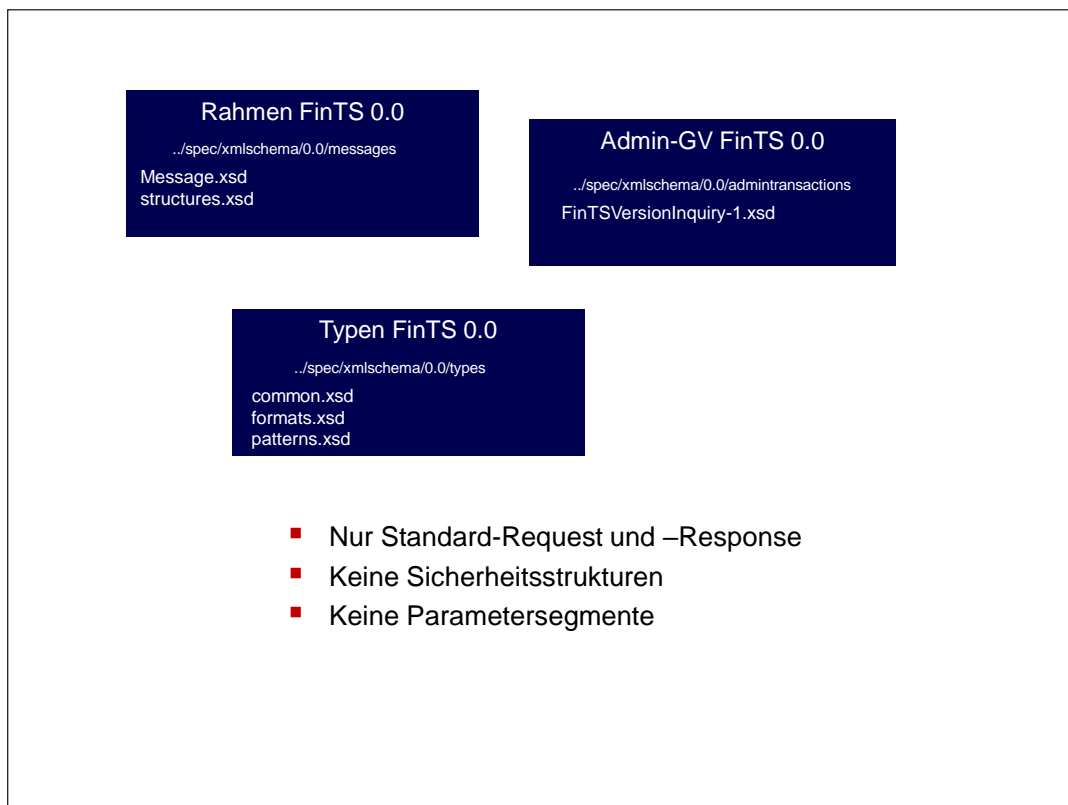 Rahmen FinTS 0.0
../spec/xmlschema/0.0/messages
Message.xsd
structures.xsd
Admin-GV FinTS 0.0
../spec/xmlschema/0.0/admintransactions
FinTSVersionInquiry-1.xsd
Typen FinTS 0.0
../spec/xmlschema/0.0/types
common.xsd
formats.xsd
patterns.xsd
Nur Standard-Request und –Response
Keine Sicherheitsstrukturen
Keine Parametersegmente